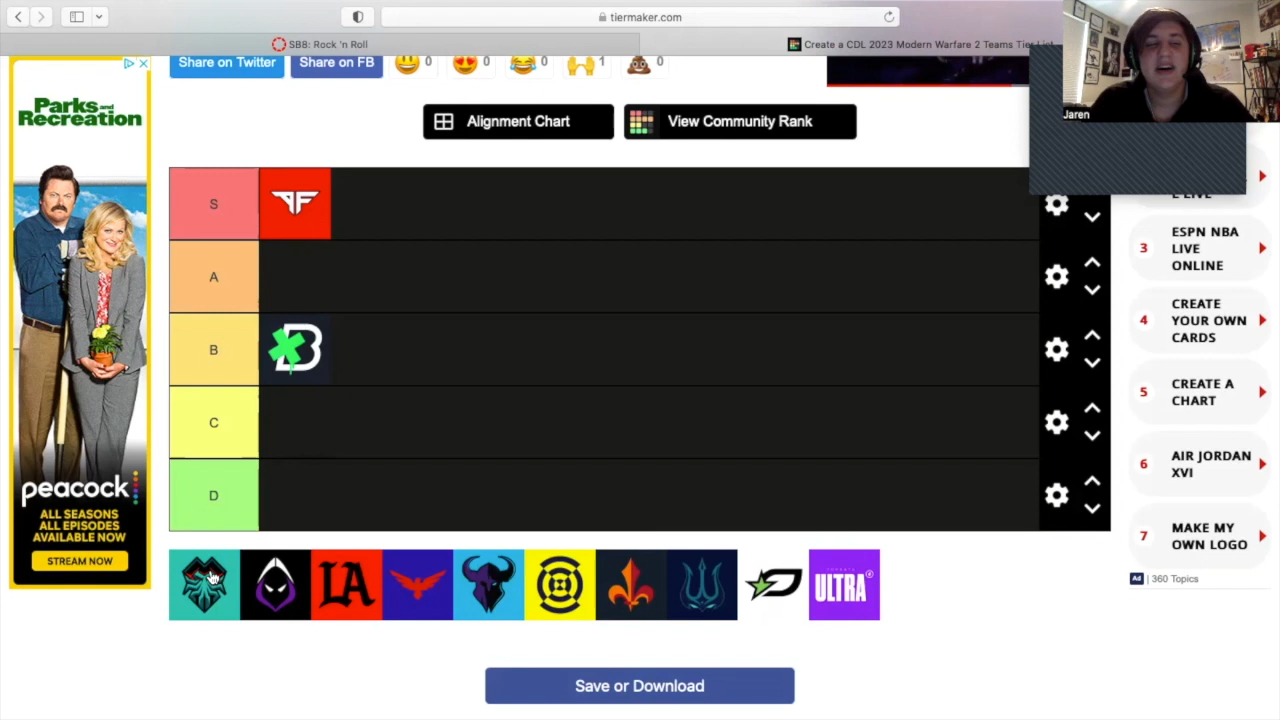 tiermaker.com
SB8: Rock 'n Roll
Create a CDL 2023 Modern Warfare 2 Teams Tier List
Jaren
Share on Twitter
Share on FB
0
0
0
1
0
Alignment Chart
View Community Rank
Parks and
Recreation
peacock
ALL SEASONS
ALL EPISODES
AVAILABLE NOW
STREAM NOW
S
A
B
C
D
B
LA
TORONTO
ULTRA
E LIVE
3
ESPN NBA
LIVE
ONLINE
4
CREATE
YOUR OWN
CARDS
5
CREATE A
CHART
6
AIR JORDAN
XVI
7
MAKE MY
OWN LOGO
Ad | 360 Topics
Save or Download